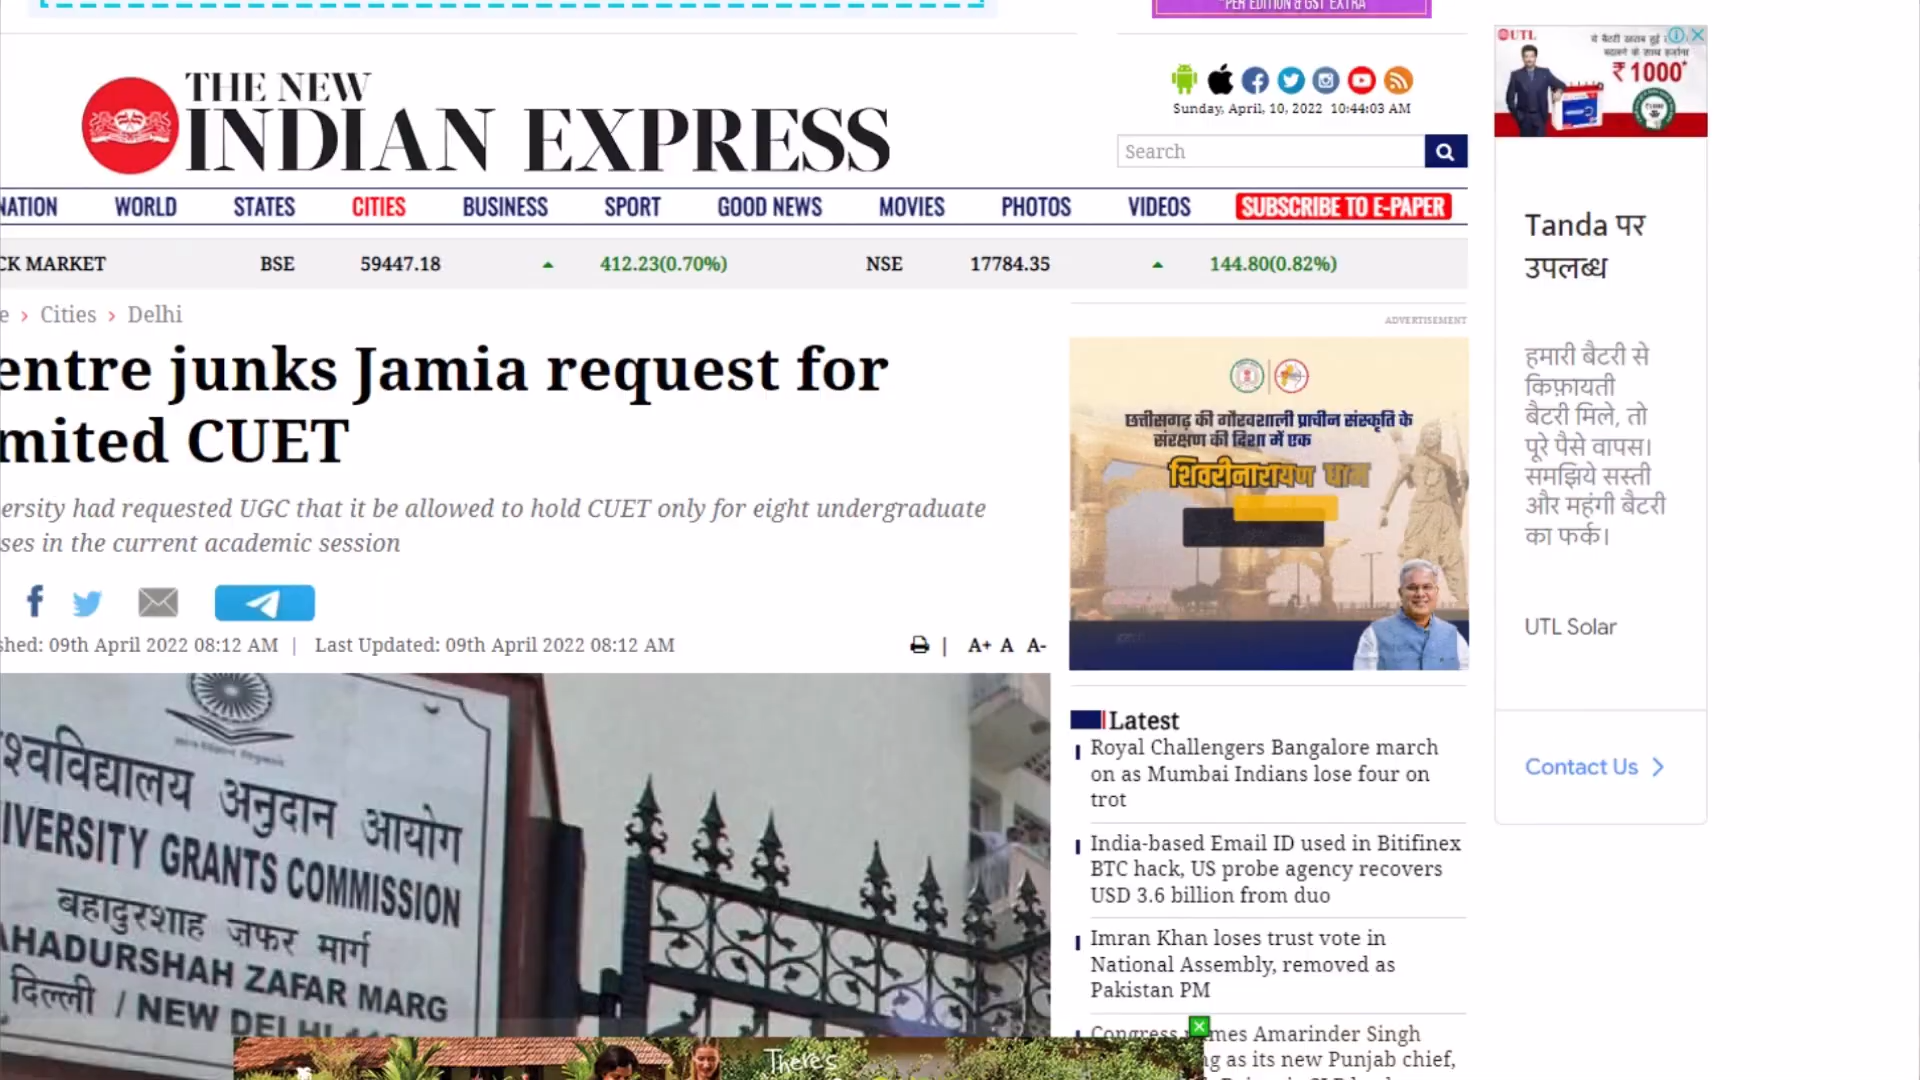 *PER EDITION & GST EXTRA
THE NEW
INDIAN EXPRESS
Sunday, April, 10, 2022 10:44:03 AM
Search
NATION WORLD STATES CITIES BUSINESS SPORT GOOD NEWS MOVIES PHOTOS VIDEOS SUBSCRIBE TO E-PAPER
CK MARKET BSE 59447.18 412.23(0.70%) NSE 17784.35 144.80(0.82%)
e › Cities › Delhi
entre junks Jamia request for
mited CUET
ersity had requested UGC that it be allowed to hold CUET only for eight undergraduate
ses in the current academic session
shed: 09th April 2022 08:12 AM | Last Updated: 09th April 2022 08:12 AM
A+ A A-
श्वविद्यालय अनुदान आयोग
IVERSITY GRANTS COMMISSION
बहादुरशाह जफर मार्ग
AHADURSHAH ZAFAR MARG
दिल्ली / NEW DELHI
There's
ADVERTISEMENT
छत्तीसगढ़ की गौरवशाली प्राचीन संस्कृति के
संरक्षण की दिशा में एक
शिवरीनारायण धाम
Latest
Royal Challengers Bangalore march
on as Mumbai Indians lose four on
trot
India-based Email ID used in Bitifinex
BTC hack, US probe agency recovers
USD 3.6 billion from duo
Imran Khan loses trust vote in
National Assembly, removed as
Pakistan PM
Congress mes Amarinder Singh
ng as its new Punjab chief,
UTL
₹1000*
Tanda पर
उपलब्ध
हमारी बैटरी से
किफ़ायती
बैटरी मिले, तो
पूरे पैसे वापस।
समझिये सस्ती
और महंगी बैटरी
का फर्क।
UTL Solar
Contact Us